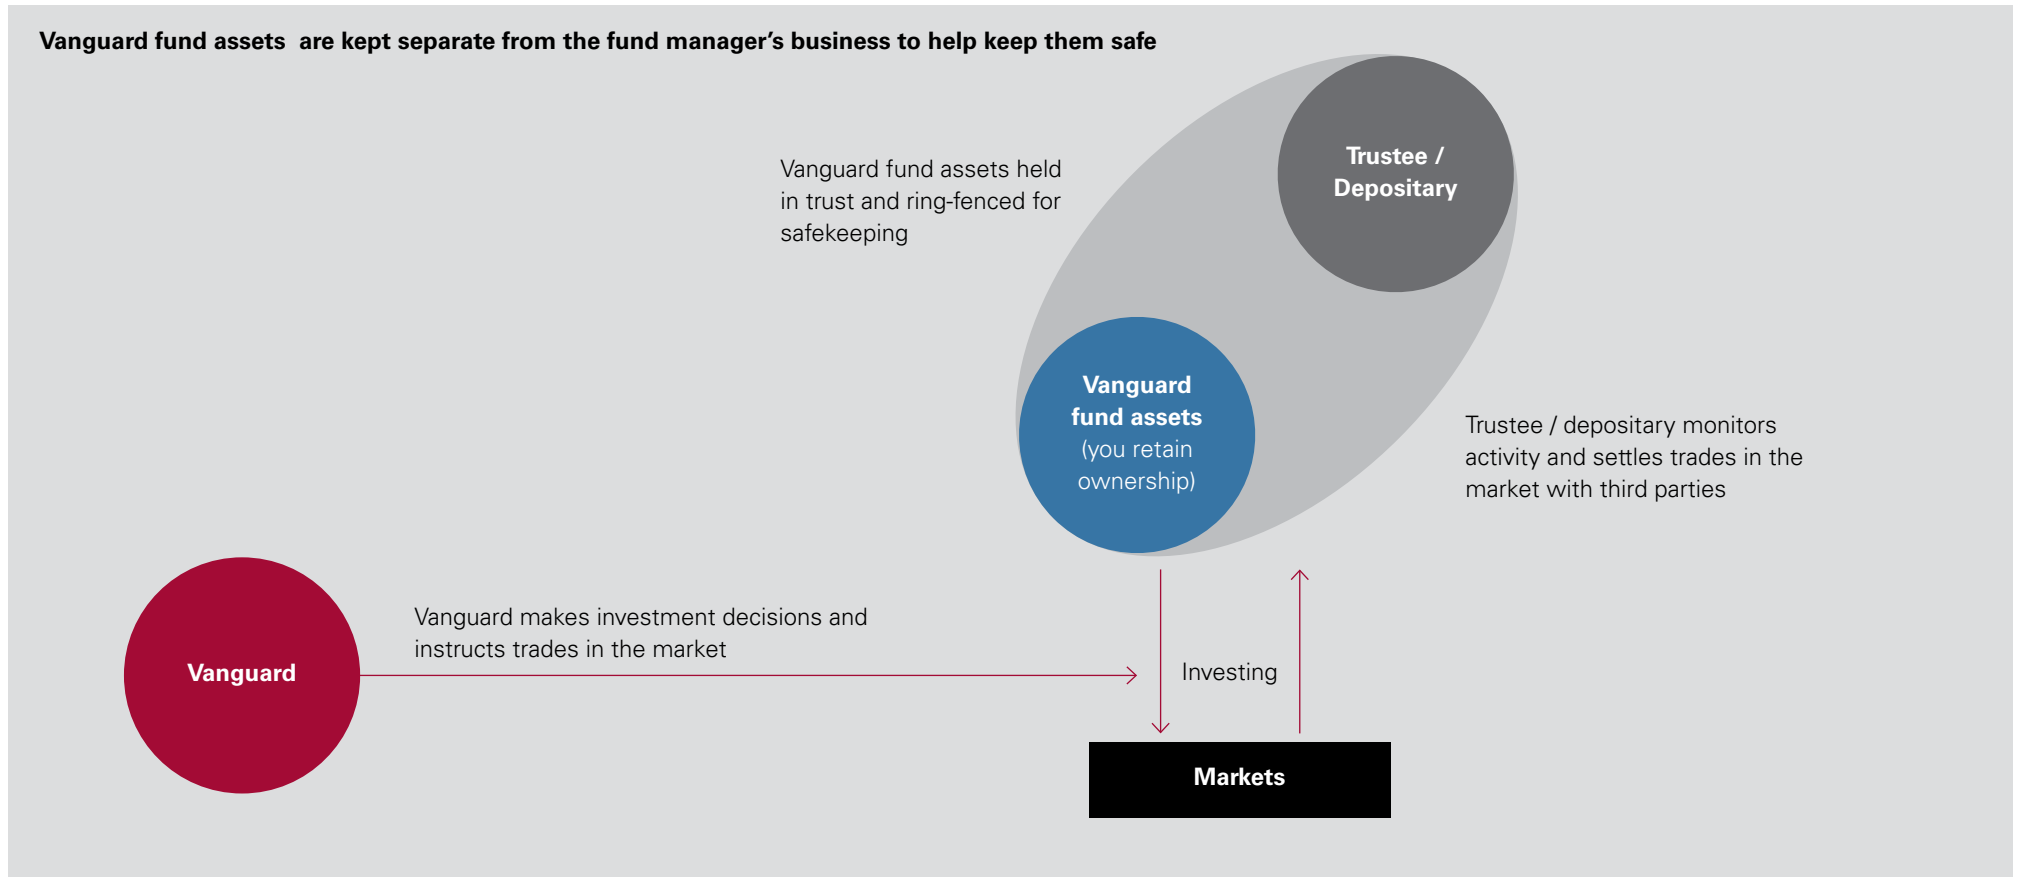 Vanguard fund assets  are kept separate from the fund manager’s business to help keep them safe
Trustee /
Depositary
Vanguard fund assets held
in trust and ring-fenced for
safekeeping
Vanguard
fund assets
(you retain
ownership)
Trustee / depositary monitors
activity and settles trades in the
market with third parties
Vanguard makes investment decisions and
instructs trades in the market
Vanguard
Investing
Markets